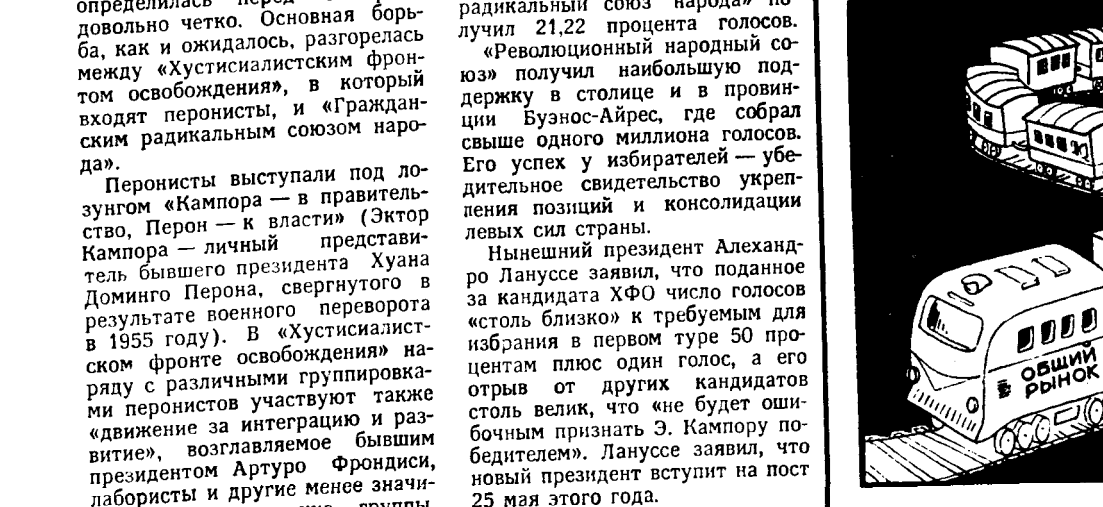 определилась перед
довольно четко. Основная борь-
ба, как и ожидалось, разгорелась
между «Хустисиалистским фрон-
том освобождения», в который
входят перонисты, и «Граждан-
ским радикальным союзом наро-
да».
Перонисты выступали под ло-
зунгом «Кампора — в правитель-
ство, Перон — к власти» (Эктор
Кампора — личный представи-
тель бывшего президента Хуана
Доминго Перона, свергнутого в
результате военного переворота
в 1955 году). В «Хустисиалист-
ском фронте освобождения» на-
ряду с различными группировка-
ми перонистов участвуют также
«движение за интеграцию и раз-
витие», возглавляемое бывшим
президентом Артуро Фрондиси,
лабористы и другие менее значи-
группы.
радикальный союз народа» по-
лучил 21,22 процента голосов.
«Революционный народный со-
юз» получил наибольшую под-
держку в столице и в провин-
ции Буэнос-Айрес, где собрал
свыше одного миллиона голосов.
Его успех у избирателей — убе-
дительное свидетельство укреп-
ления позиций и консолидации
левых сил страны.
Нынешний президент Алеханд-
ро Лануссе заявил, что поданное
за кандидата ХФО число голосов
«столь близко» к требуемым для
избрания в первом туре 50 про-
центам плюс один голос, а его
отрыв от других кандидатов
столь велик, что «не будет оши-
бочным признать Э. Кампору по-
бедителем». Лануссе заявил, что
новый президент вступит на пост
25 мая этого года.
ОБЩИЙ
РЫНОК